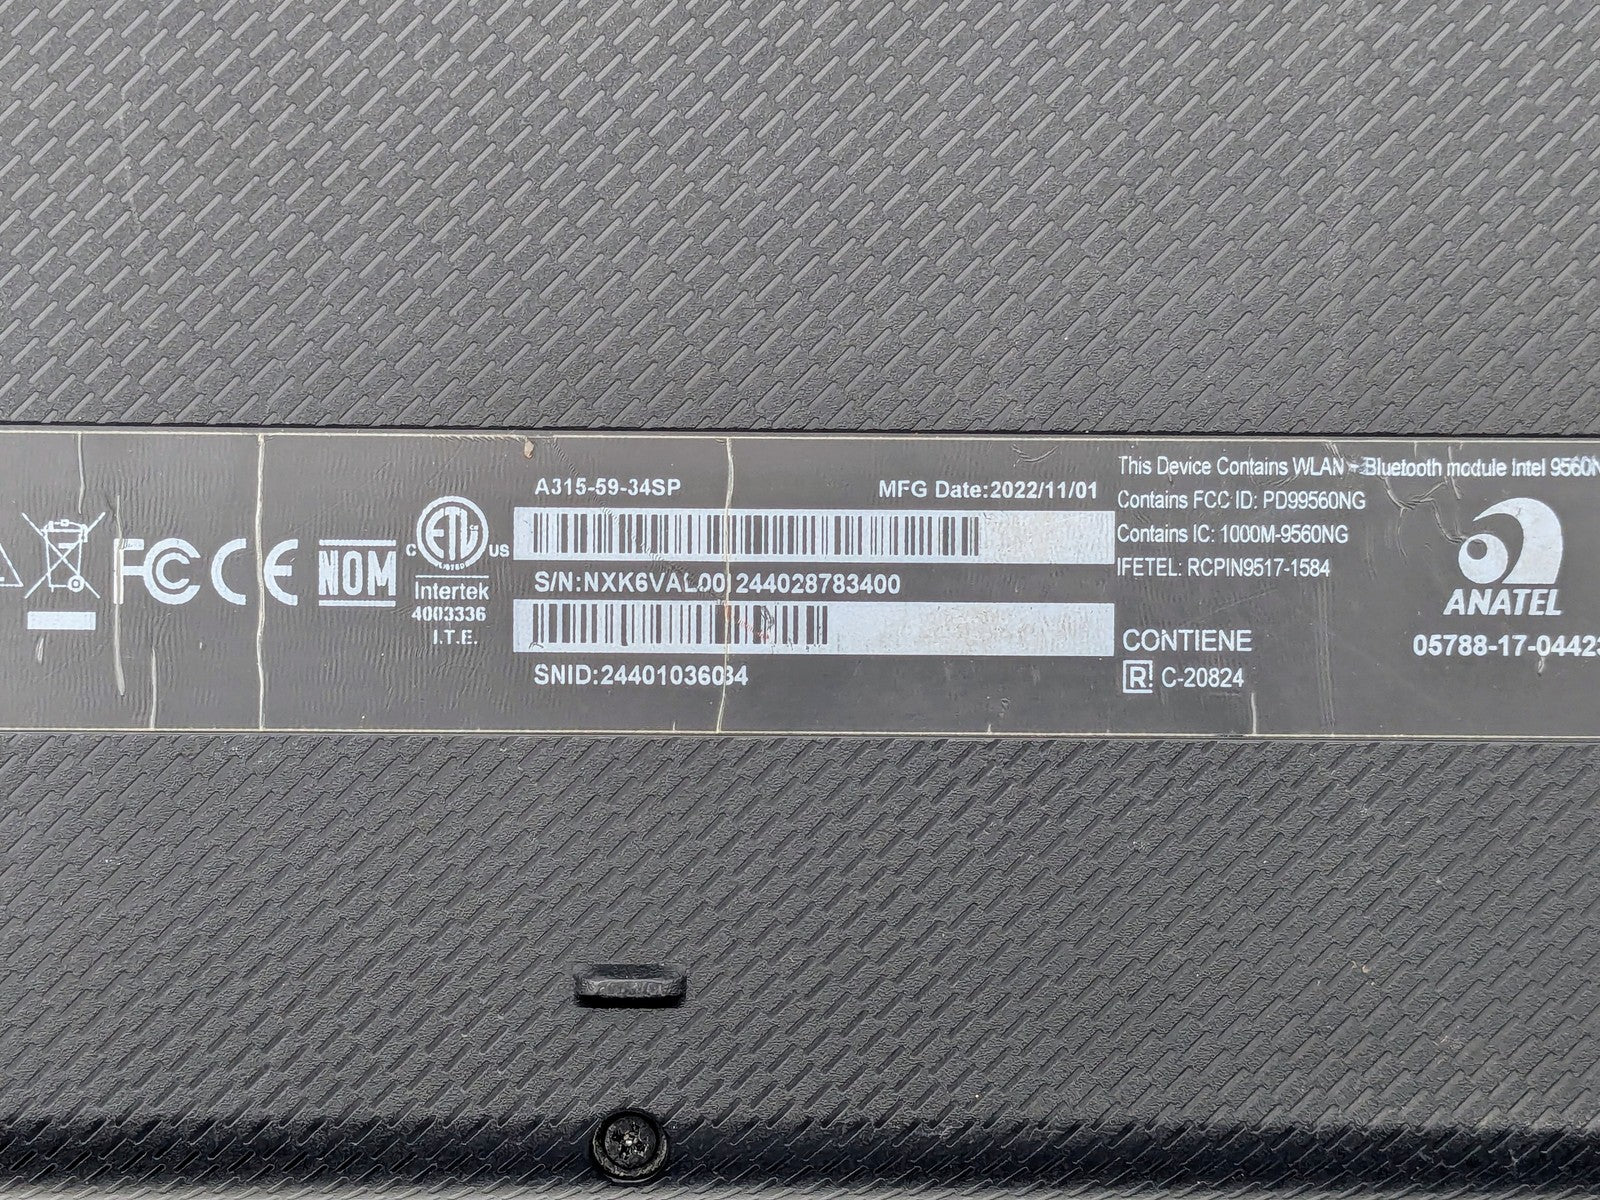 FC CE NOM
C ETL US
LISTED
Intertek
4003336
I.T.E.
A315-59-34SP MFG Date:2022/11/01
S/N:NXK6VAL00 244028783400
SNID:24401036034
This Device Contains WLAN + Bluetooth module Intel 9560N
Contains FCC ID: PD99560NG
Contains IC: 1000M-9560NG
IFETEL: RCPIN9517-1584
CONTIENE
R! C-20824
ANATEL
05788-17-0442